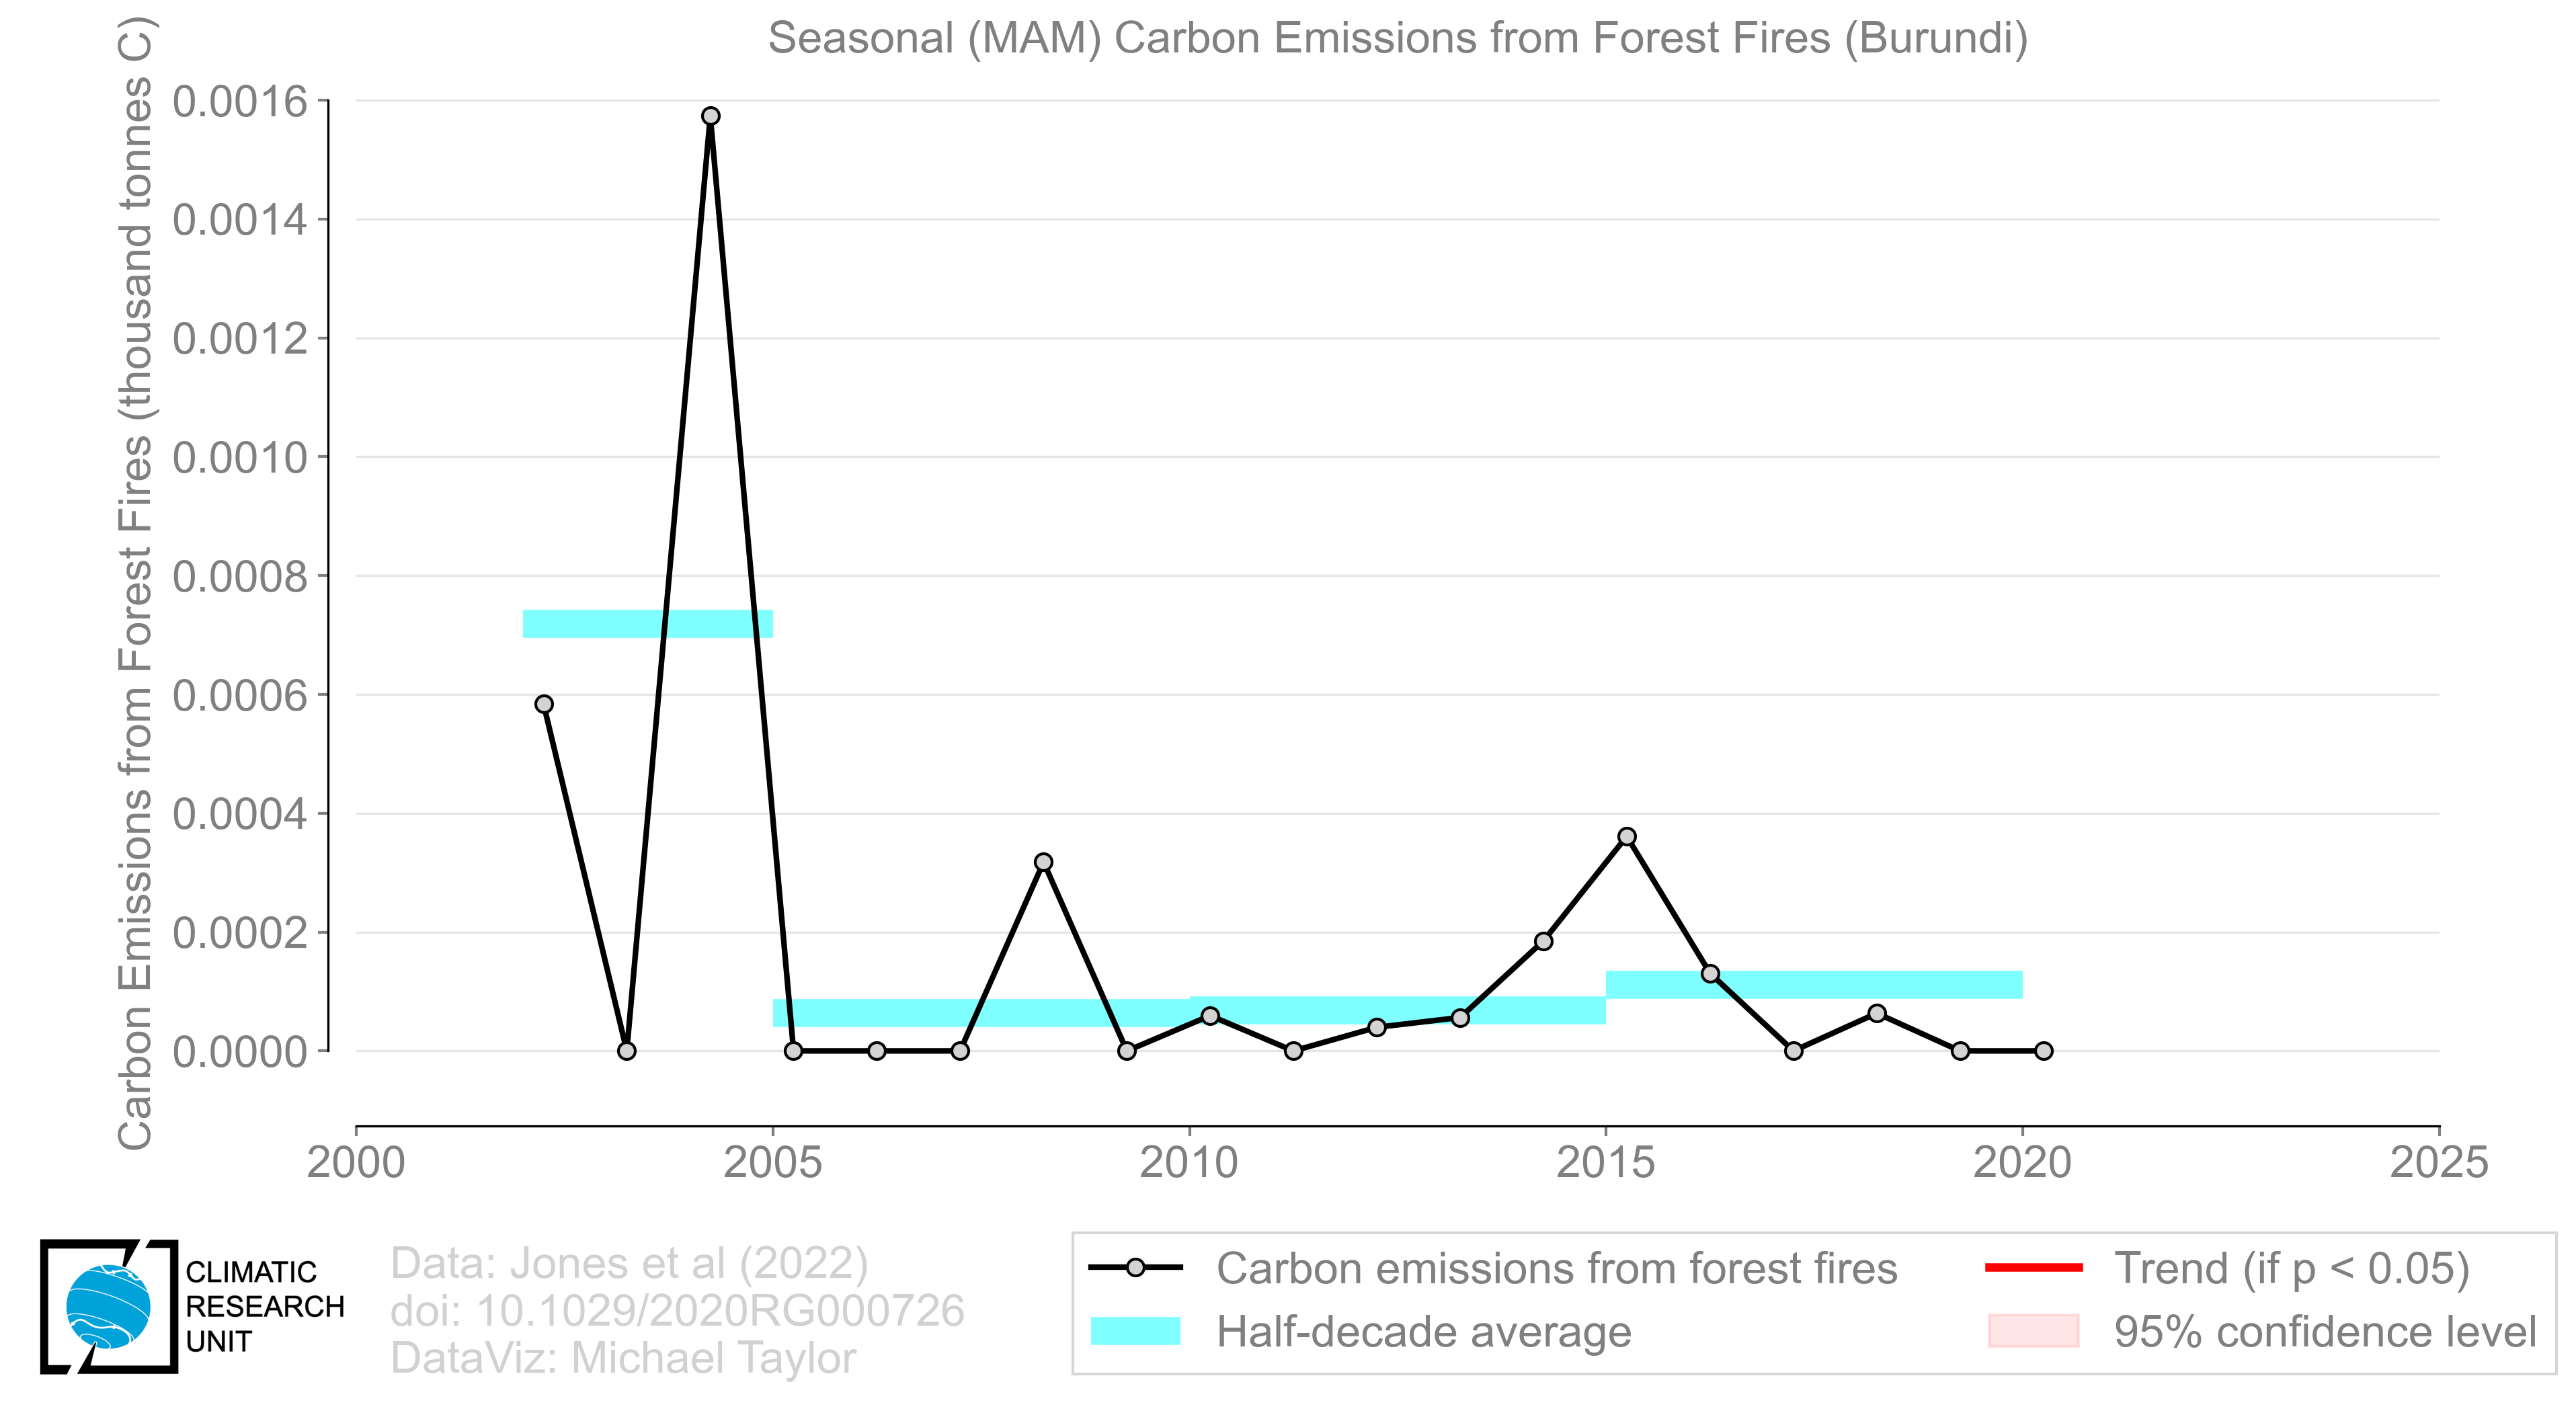 Seasonal (MAM) Carbon Emissions from Forest Fires (Burundi)
Carbon Emissions from Forest Fires (thousand tonnes C)
0.0016
0.0014
0.0012
0.0010
0.0008
0.0006
0.0004
0.0002
0.0000
2000 2005 2010 2015 2020 2025
CLIMATIC
RESEARCH
UNIT
Data: Jones et al (2022)
doi: 10.1029/2020RG000726
DataViz: Michael Taylor
Carbon emissions from forest fires
Half-decade average
Trend (if p < 0.05)
95% confidence level